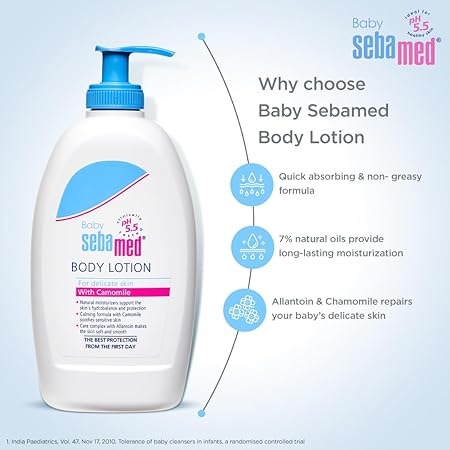 Baby
ideal for
pH
5.5
healthy skin
sebamed®
Why choose
Baby Sebamed
Body Lotion
Quick absorbing & non- greasy
formula
7% natural oils provide
long-lasting moisturization
Allantoin & Chamomile repairs
your baby's delicate skin
Baby
clinically
pH
5.5
sebamed®
BODY LOTION
For delicate skin
With Camomile
• Natural moisturizers support the
skin's hydrobalance and protection
• Calming formula with Camomile
soothes sensitive skin
• Care complex with Allantoin makes
the skin soft and smooth
THE BEST PROTECTION
FROM THE FIRST DAY
1. India Paediatrics, Vol. 47, Nov 17, 2010. Tolerance of baby cleansers in infants, a randomised controlled trial